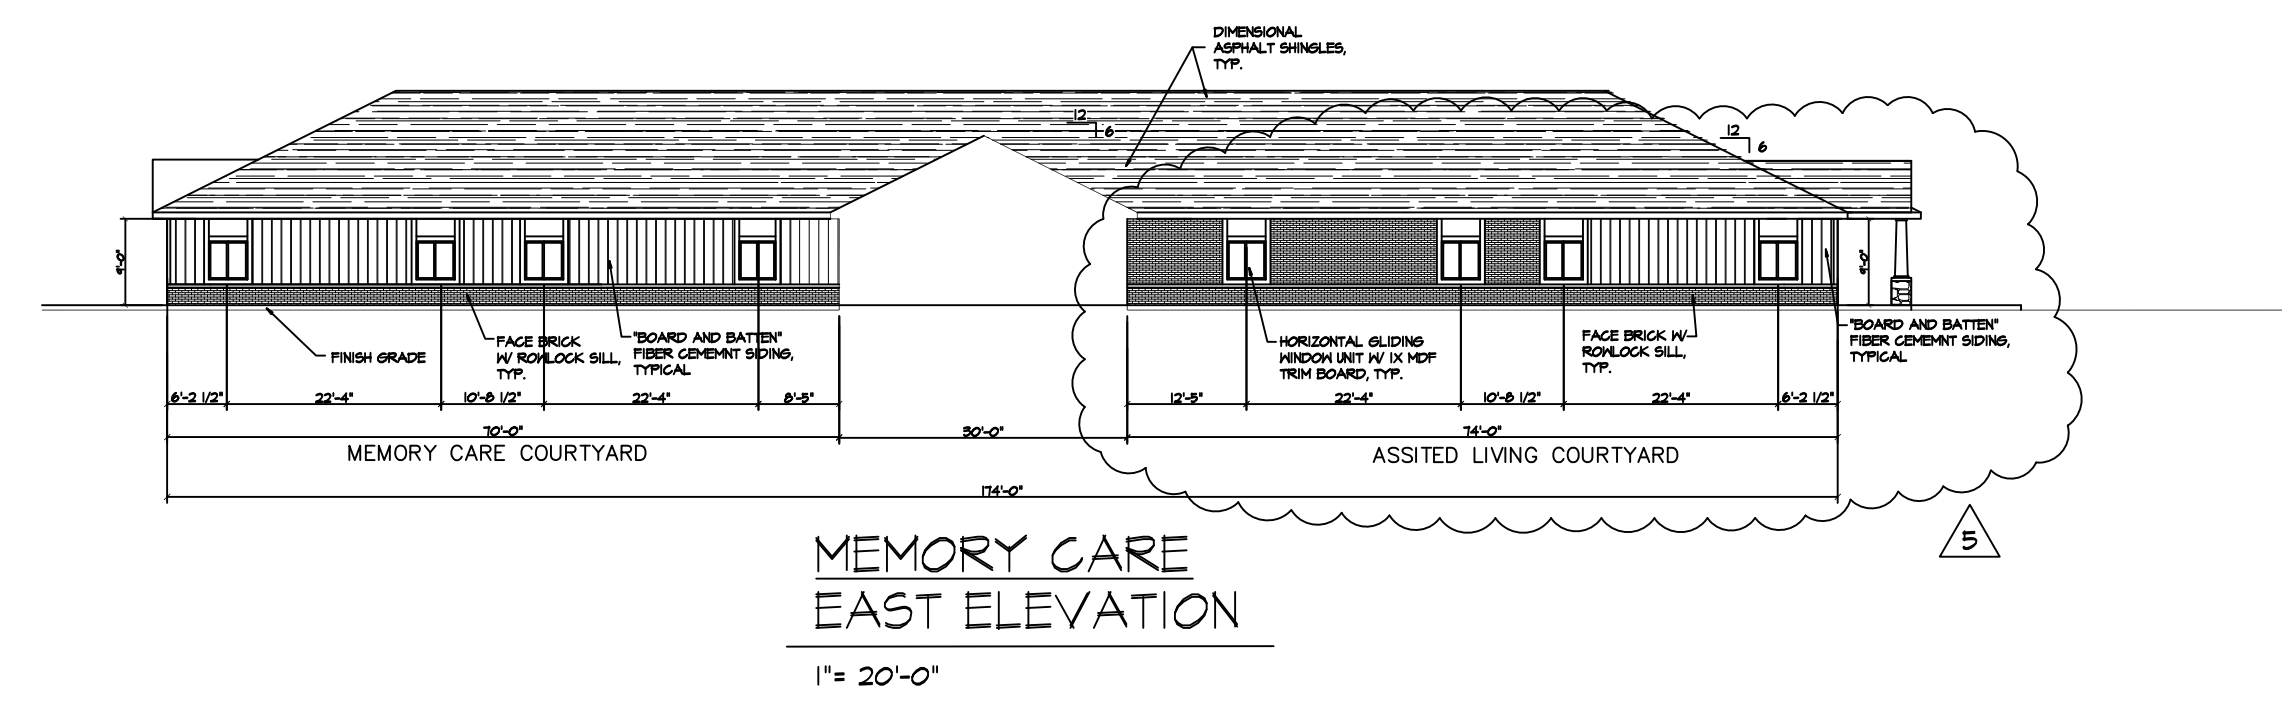 DIMENSIONAL
ASPHALT SHINGLES,
TYP.
12
6
12
6
9'-0"
9'-0"
FINISH GRADE
FACE BRICK
W/ ROWLOCK SILL,
TYP.
"BOARD AND BATTEN"
FIBER CEMEMNT SIDING,
TYPICAL
HORIZONTAL GLIDING
WINDOW UNIT W/ 1X MDF
TRIM BOARD, TYP.
FACE BRICK W/
ROWLOCK SILL,
TYP.
"BOARD AND BATTEN"
FIBER CEMEMNT SIDING,
TYPICAL
6'-2 1/2" 22'-4" 10'-8 1/2" 22'-4" 8'-5" 12'-5" 22'-4" 10'-8 1/2" 22'-4" 6'-2 1/2"
70'-0" 30'-0" 74'-0"
MEMORY CARE COURTYARD
ASSITED LIVING COURTYARD
174'-0"
5
MEMORY CARE
EAST ELEVATION
1"= 20'-0"